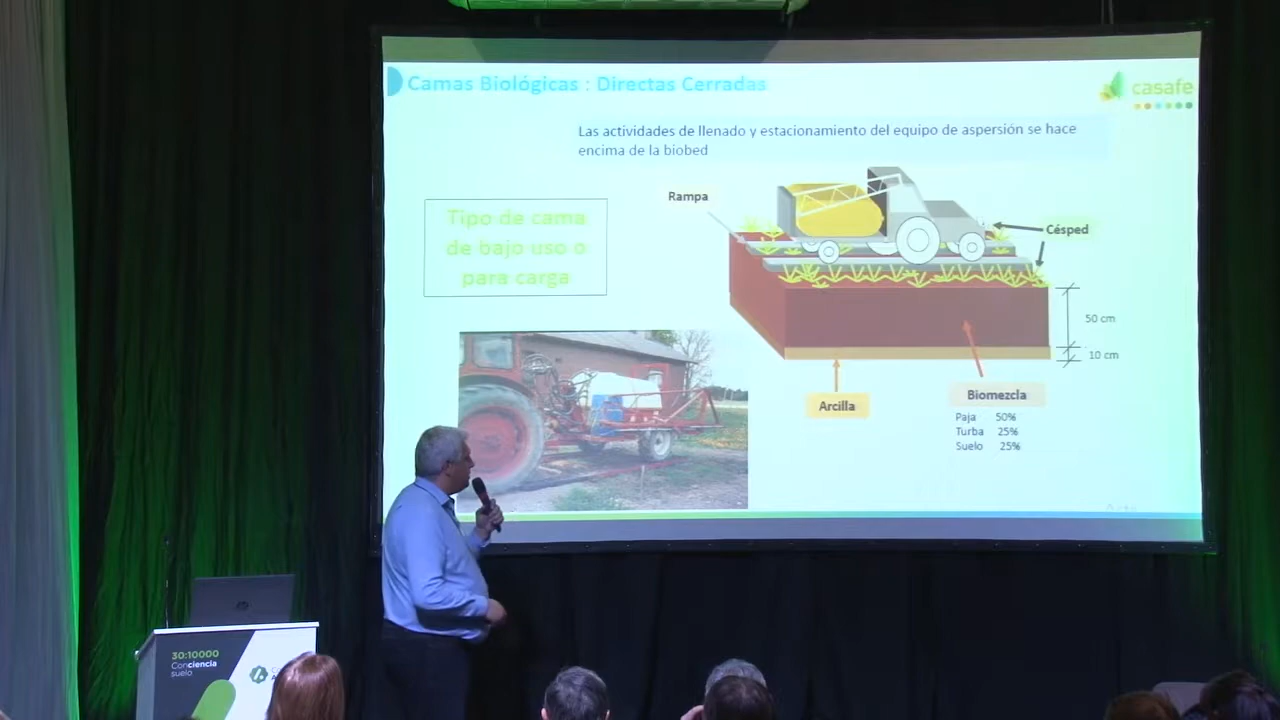 Camas Biológicas : Directas Cerradas
casafe
Las actividades de llenado y estacionamiento del equipo de aspersión se hace
encima de la biobed
Rampa
Césped
Tipo de cama
de bajo uso o
para carga
50 cm
10 cm
Arcilla
Biomezcla
Paja 50%
Turba 25%
Suelo 25%
hp
30:10000
Conciencia
suelo